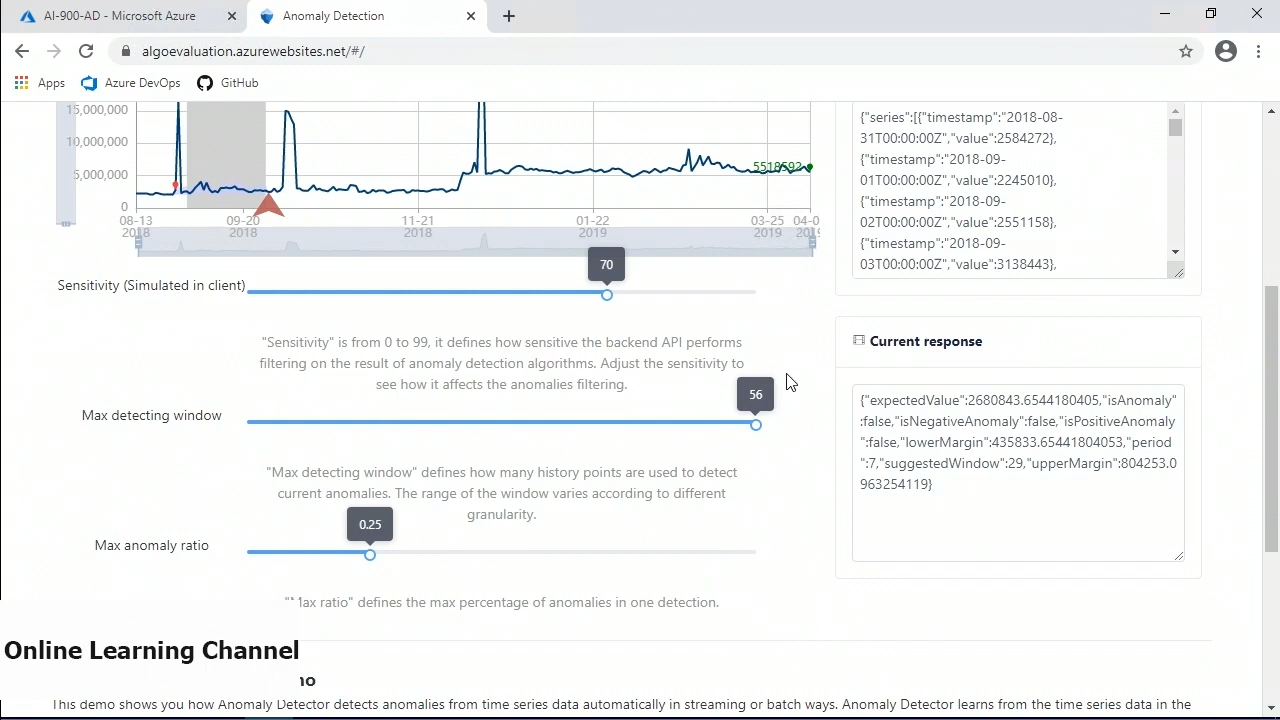 AI-900-AD - Microsoft Azure
Anomaly Detection
algoevaluation.azurewebsites.net/#/
Apps
Azure DevOps
GitHub
15,000,000
10,000,000
5,000,000
0
5518592
08-13
2018
09-20
2018
11-21
2018
01-22
2019
03-25
2019
04-0
2019
Sensitivity (Simulated in client)
70
"Sensitivity" is from 0 to 99, it defines how sensitive the backend API performs
filtering on the result of anomaly detection algorithms. Adjust the sensitivity to
see how it affects the anomalies filtering.
Max detecting window
56
"Max detecting window" defines how many history points are used to detect
current anomalies. The range of the window varies according to different
granularity.
Max anomaly ratio
0.25
"Max ratio" defines the max percentage of anomalies in one detection.
{"series":[{"timestamp":"2018-08-
31T00:00:00Z","value":2584272},
{"timestamp":"2018-09-
01T00:00:00Z","value":2245010},
{"timestamp":"2018-09-
02T00:00:00Z","value":2551158},
{"timestamp":"2018-09-
03T00:00:00Z","value":3138443},
Current response
{"expectedValue":2680843.6544180405,"isAnomaly"
:false,"isNegativeAnomaly":false,"isPositiveAnomaly
":false,"lowerMargin":435833.65441804053,"period
":7,"suggestedWindow":29,"upperMargin":804253.0
963254119}
Online Learning Channel
This demo shows you how Anomaly Detector detects anomalies from time series data automatically in streaming or batch ways. Anomaly Detector learns from the time series data in the